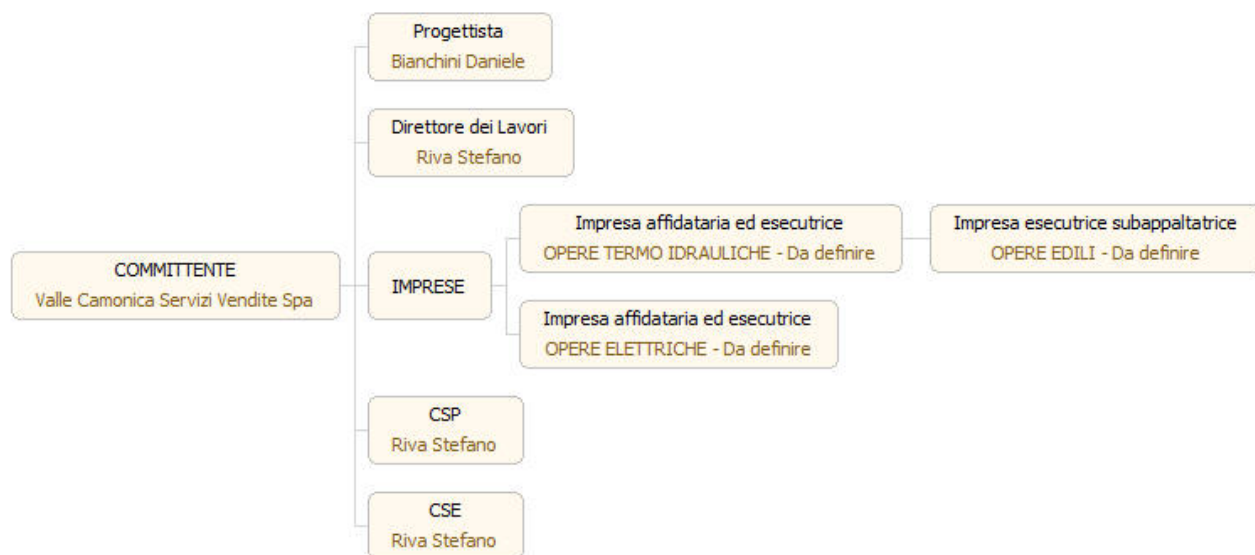 Progettista
Bianchini Daniele
Direttore dei Lavori
Riva Stefano
Impresa affidataria ed esecutrice
OPERE TERMO IDRAULICHE - Da definire
Impresa esecutrice subappaltatrice
OPERE EDILI - Da definire
COMMITTENTE
Valle Camonica Servizi Vendite Spa
IMPRESE
Impresa affidataria ed esecutrice
OPERE ELETTRICHE - Da definire
CSP
Riva Stefano
CSE
Riva Stefano